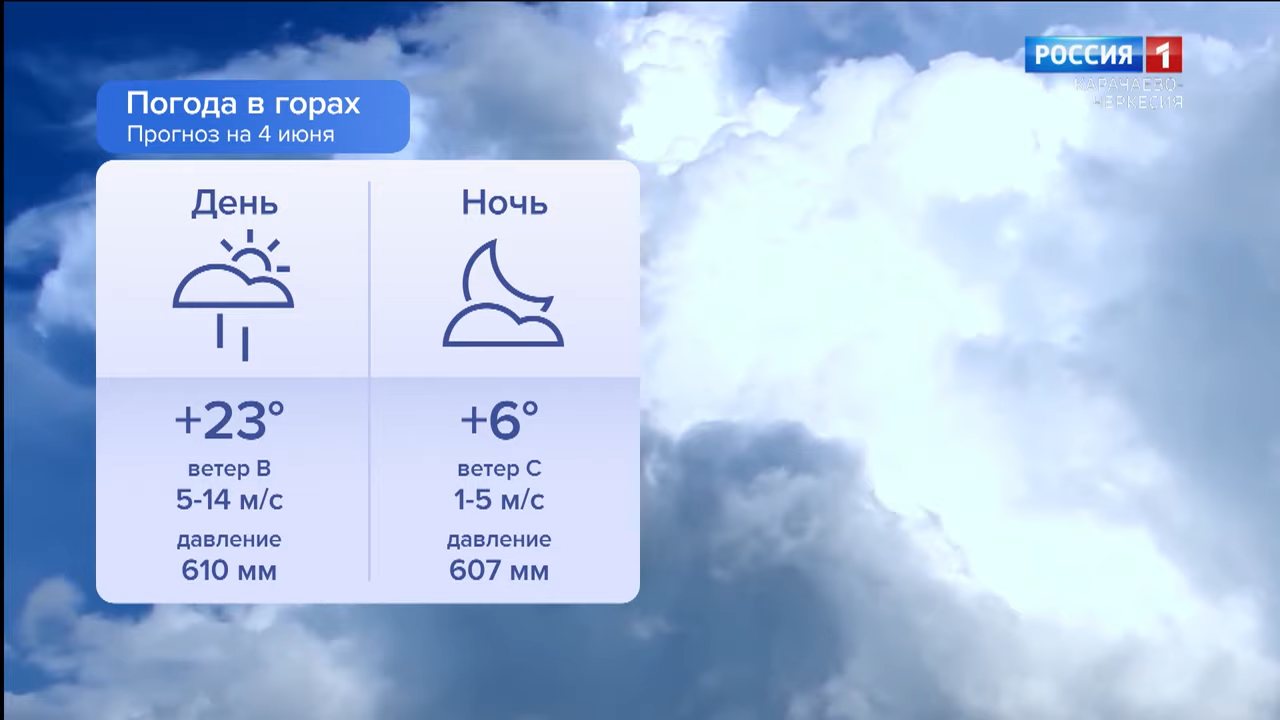 РОССИЯ 1
КАРАЧАЕВО-
ЧЕРКЕСИЯ
Погода в горах
Прогноз на 4 июня
День
Ночь
+23°
+6°
ветер В
ветер С
5-14 м/с
1-5 м/с
давление
давление
610 мм
607 мм